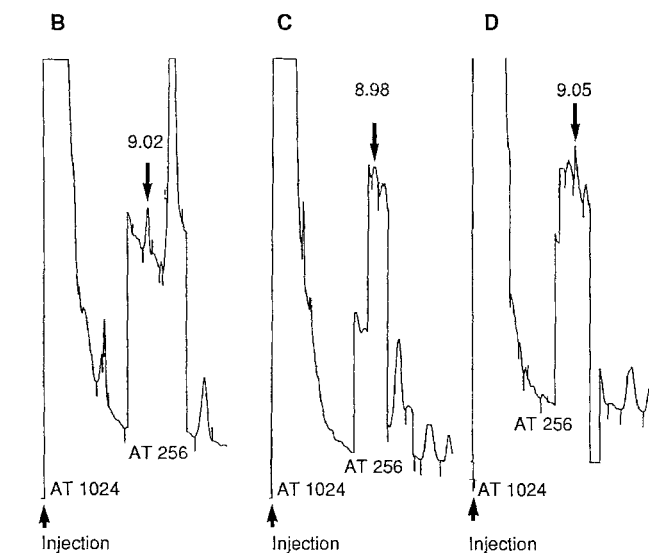 B
C
D
9.02
8.98
9.05
AT 256
AT 256
AT 256
AT 1024
AT 1024
AT 1024
Injection
Injection
Injection